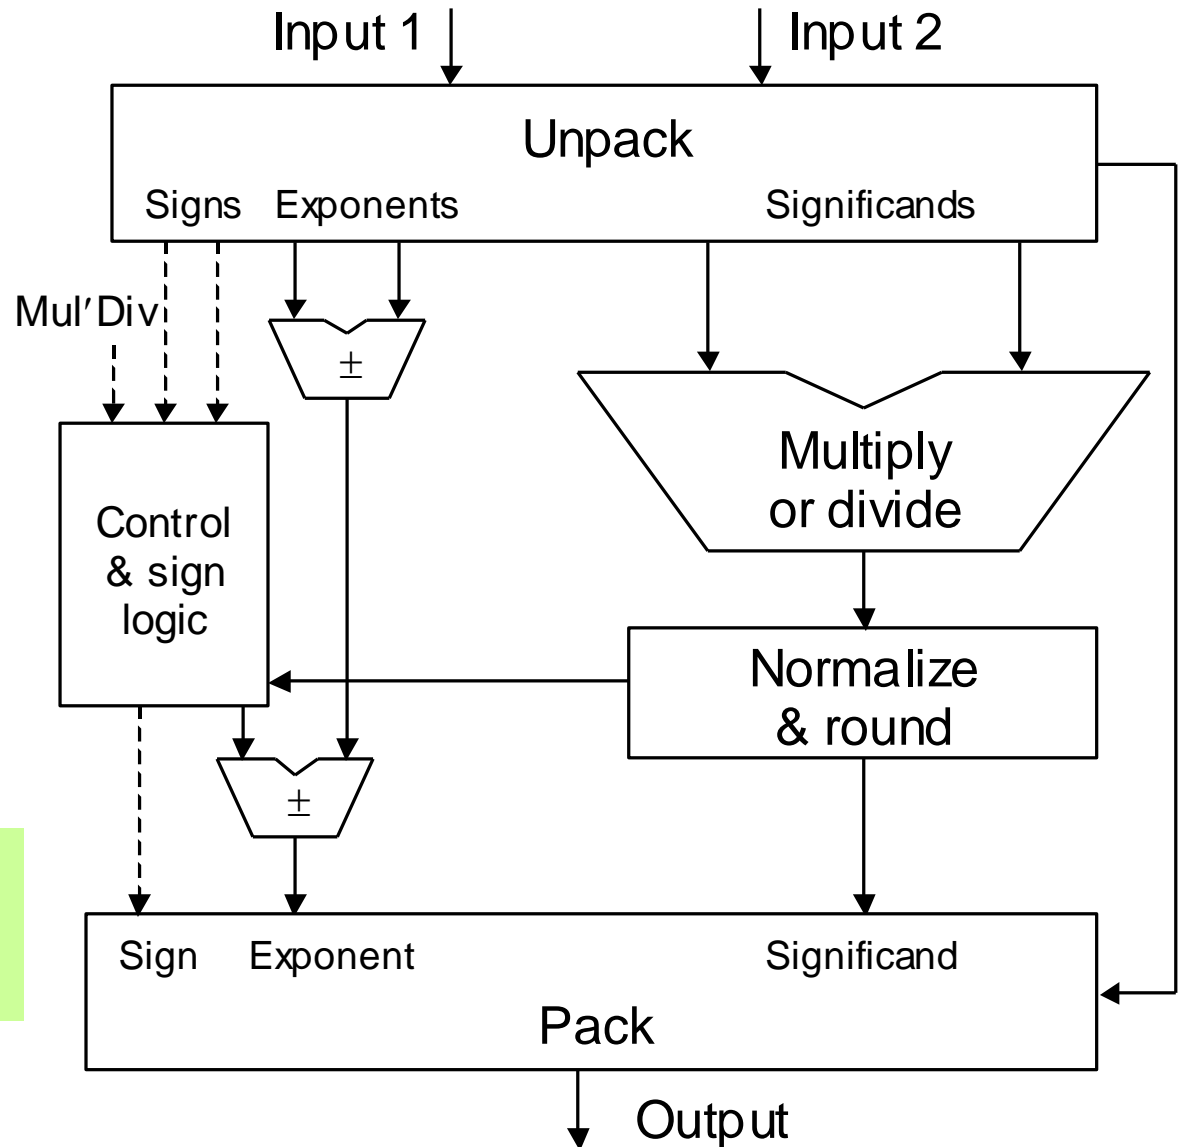 Input 1
Input 2
Unpack
Signs
Exponents
Significands
Mul′Div
±
Multiply
or divide
Control
& sign
logic
Normalize
& round
±
Sign
Exponent
Significand
Pack
Output